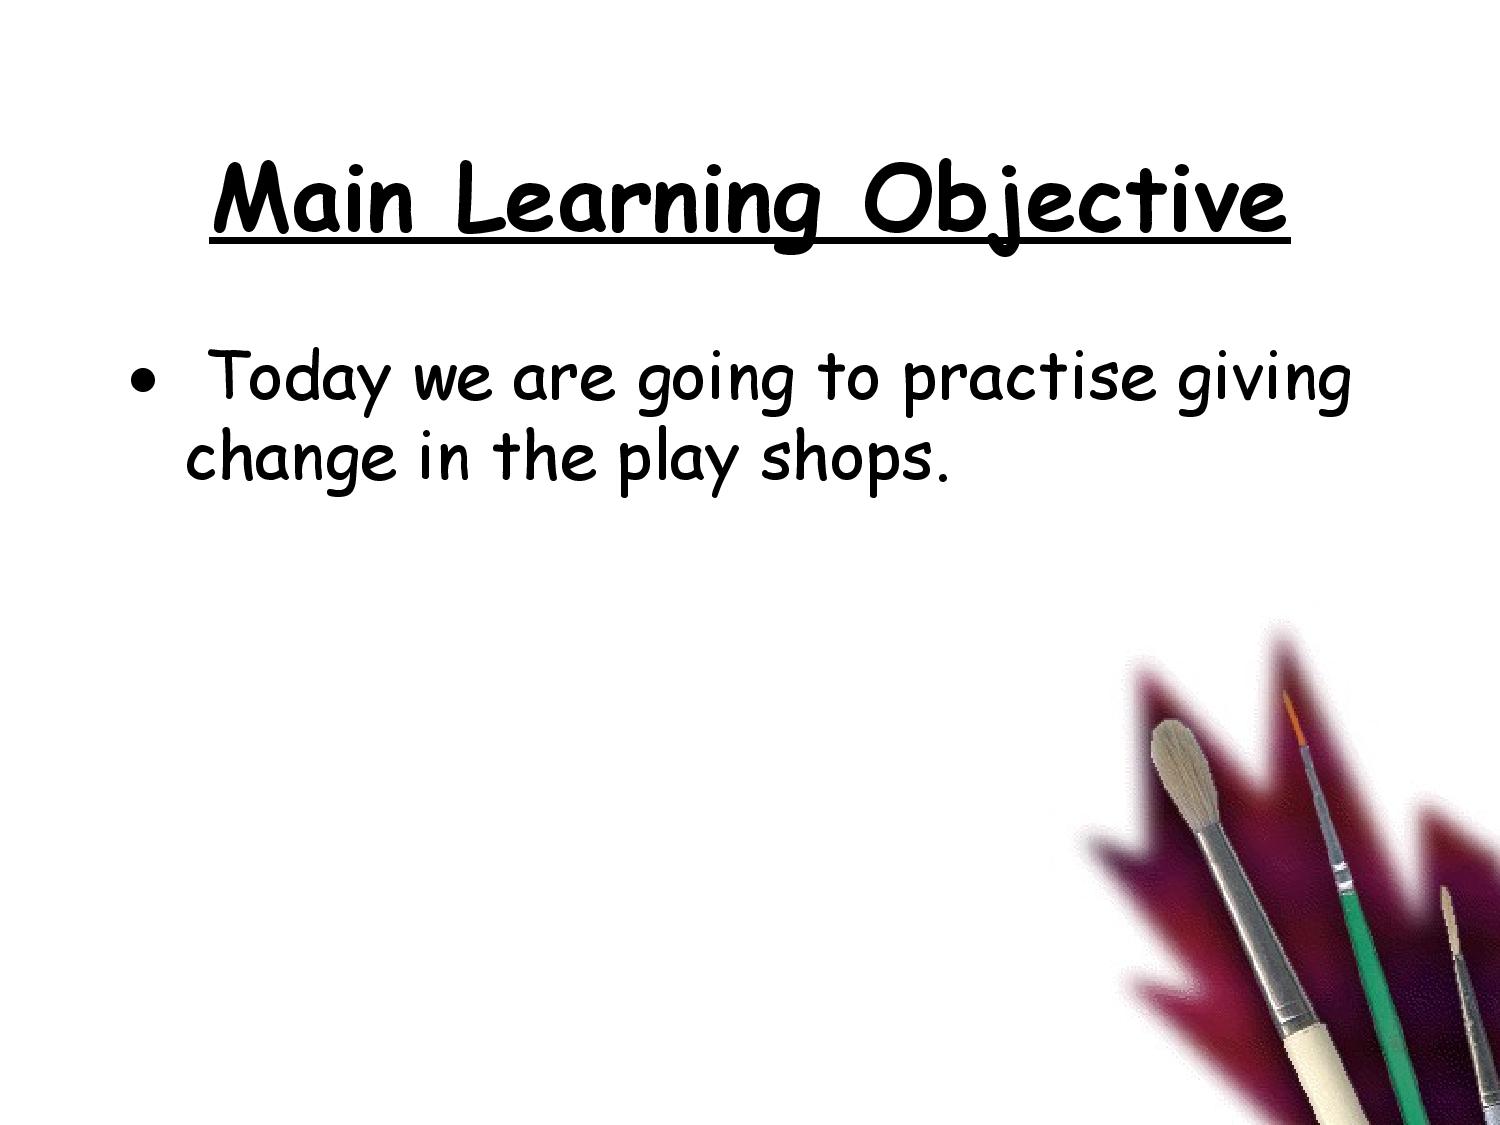 Main Learning Objective
• Today we are going to practise giving
change in the play shops.